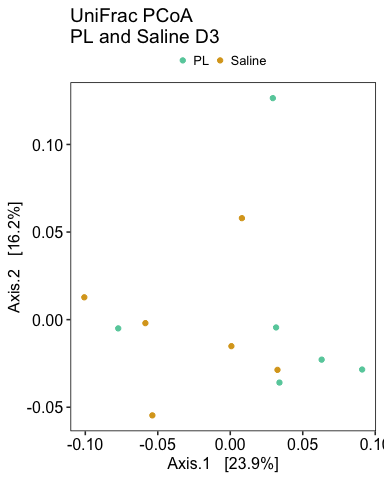 UniFrac PCoA
PL and Saline D3
PL Saline
0.10
0.05
0.00
-0.05
Axis.2 [16.2%]
-0.10 -0.05 0.00 0.05 0.10
Axis.1 [23.9%]